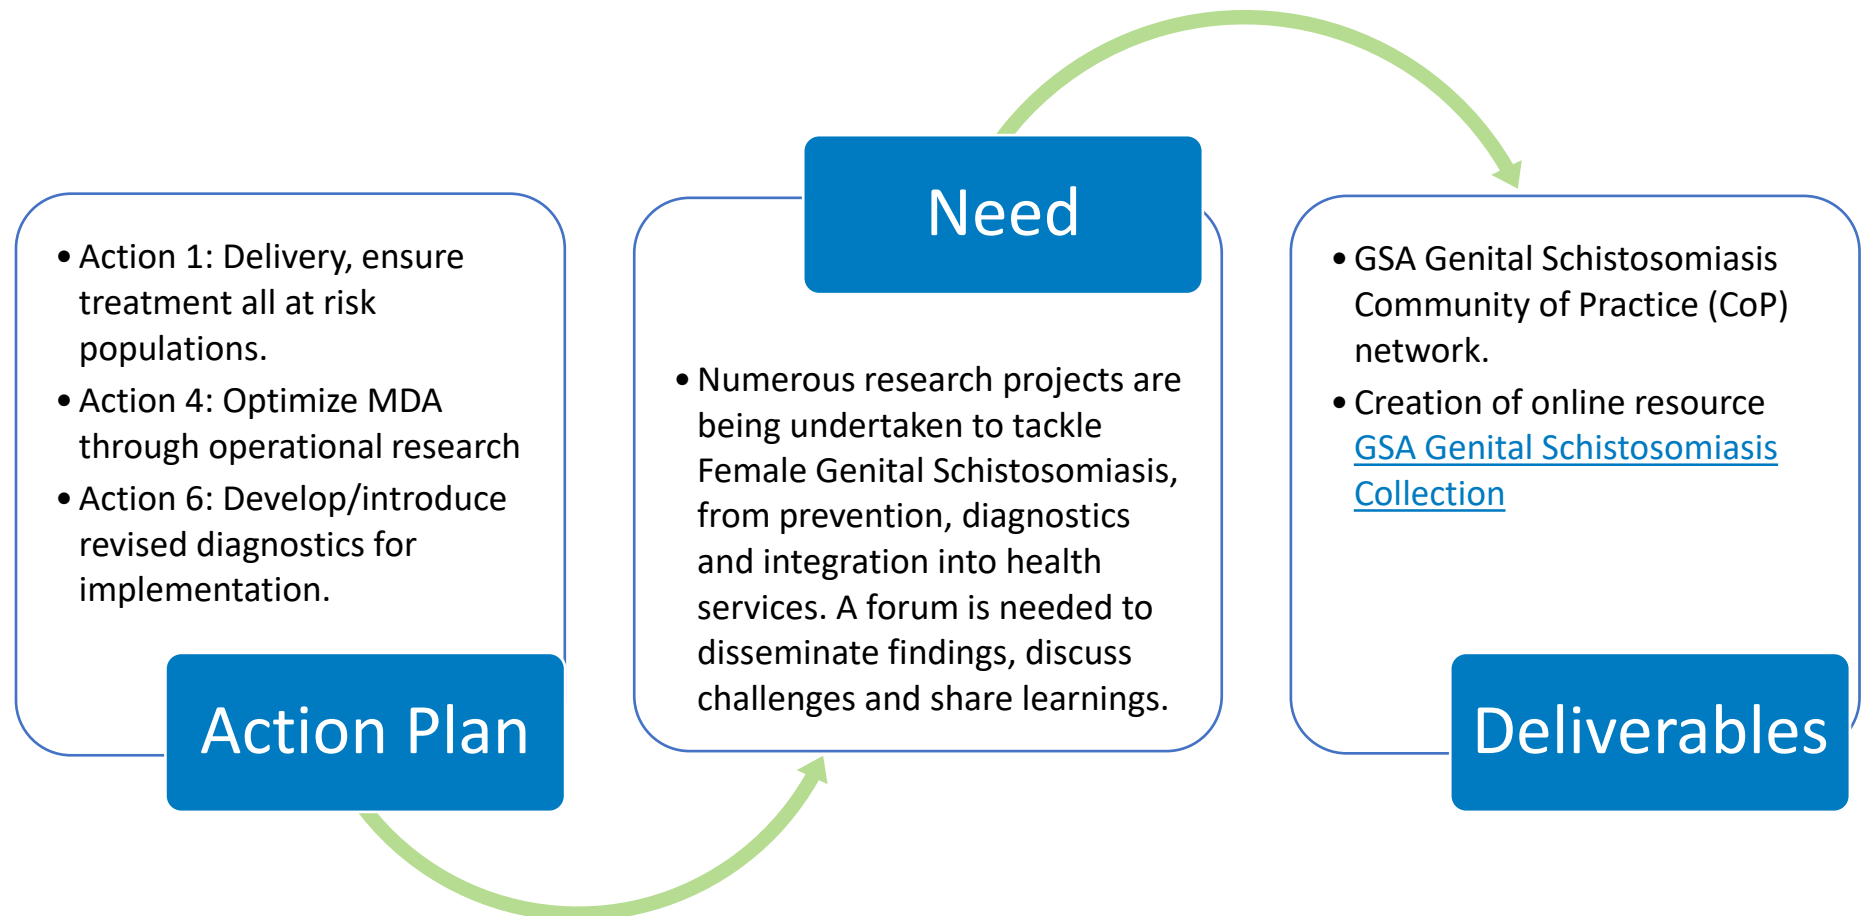 • Action 1: Delivery, ensure
treatment all at risk
populations.
• Action 4: Optimize MDA
through operational research
• Action 6: Develop/introduce
revised diagnostics for
implementation.
Action Plan
Need
• Numerous research projects are
being undertaken to tackle
Female Genital Schistosomiasis,
from prevention, diagnostics
and integration into health
services. A forum is needed to
disseminate findings, discuss
challenges and share learnings.
• GSA Genital Schistosomiasis
Community of Practice (CoP)
network.
• Creation of online resource
GSA Genital Schistosomiasis
Collection
Deliverables